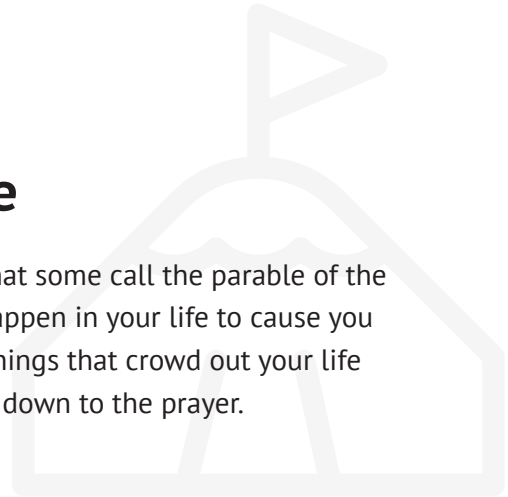 e
hat some call the parable of the
appen in your life to cause you
hings that crowd out your life
down to the prayer.